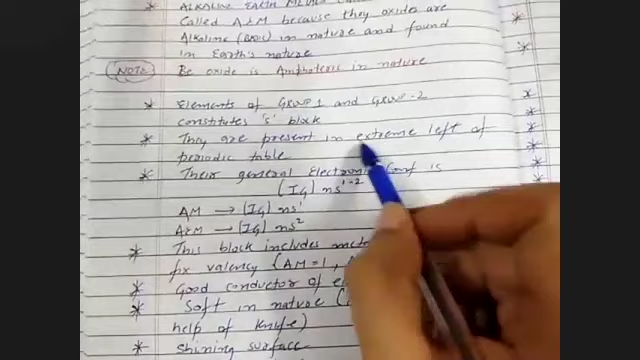 * ALKALINE EARTH METALS
Called AEM because they oxides are
Alkaline (Basic) in nature and found
in Earth's nature
NOTE Be oxide is Amphoteric in nature
* Elements of GROUP 1 and GROUP-2
constitutes 's' block
* They are present in extreme left of
periodic table
* Their general Electronic Conf is
[IG] ns¹⁻²
AM → [IG] ns¹
AEM → [IG] ns²
* This block includes
fix valency (AM=1,
* Good conductor of
* Soft in nature (
help of Knife)
* shining surface